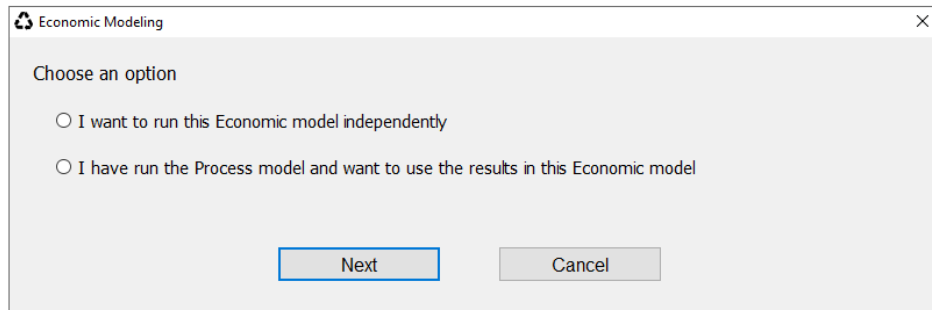 Economic Modeling
Choose an option
I want to run this Economic model independently
I have run the Process model and want to use the results in this Economic model
Next
Cancel